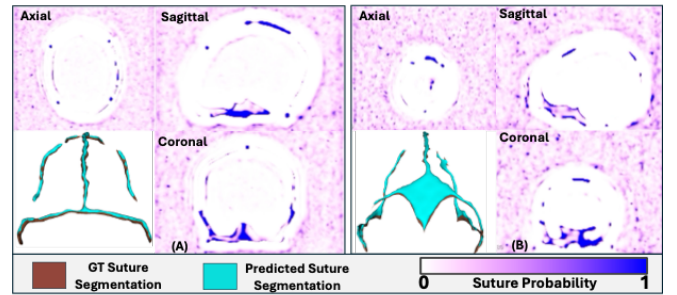 Axial
Sagittal
Coronal
(A)
Axial
Sagittal
Coronal
(B)
GT Suture
Segmentation
Predicted Suture
Segmentation
0
Suture Probability
1